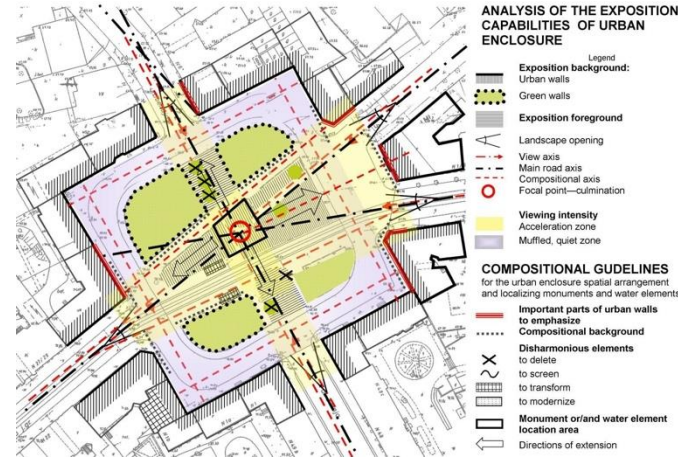 ANALYSIS OF THE EXPOSITION
CAPABILITIES OF URBAN
ENCLOSURE
Legend
Exposition background:
Urban walls
Green walls
Exposition foreground
Landscape opening
View axis
Main road axis
Compositional axis
Focal point—culmination
Viewing intensity
Acceleration zone
Muffled, quiet zone
COMPOSITIONAL GUIDELINES
for the urban enclosure spatial arrangement
and localizing monuments and water elements
Important parts of urban walls
to emphasize
Compositional background
Disharmonious elements
to delete
to screen
to transform
to modernize
Monument or/and water element
location area
Directions of extension